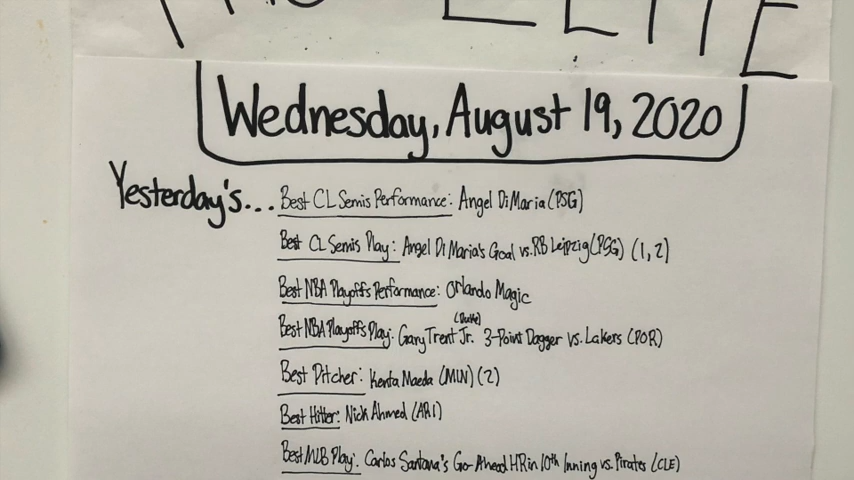 Wednesday, August 19, 2020
Yesterday's...
Best CL Semis Performance: Angel Di Maria (PSG)
Best CL Semis Play: Angel Di Maria's Goal vs. RB Leipzig (PSG) (1,2)
Best NBA Playoffs Performance: Orlando Magic
(Duke)
Best NBA Playoffs Play: Gary Trent Jr. 3-Point Dagger vs. Lakers (POR)
Best Pitcher: Kenta Maeda (MIN) (2)
Best Hitter: Nick Ahmed (ARI)
Best MLB Play: Carlos Santana's Go-Ahead HR in 10th Inning vs. Pirates (CLE)